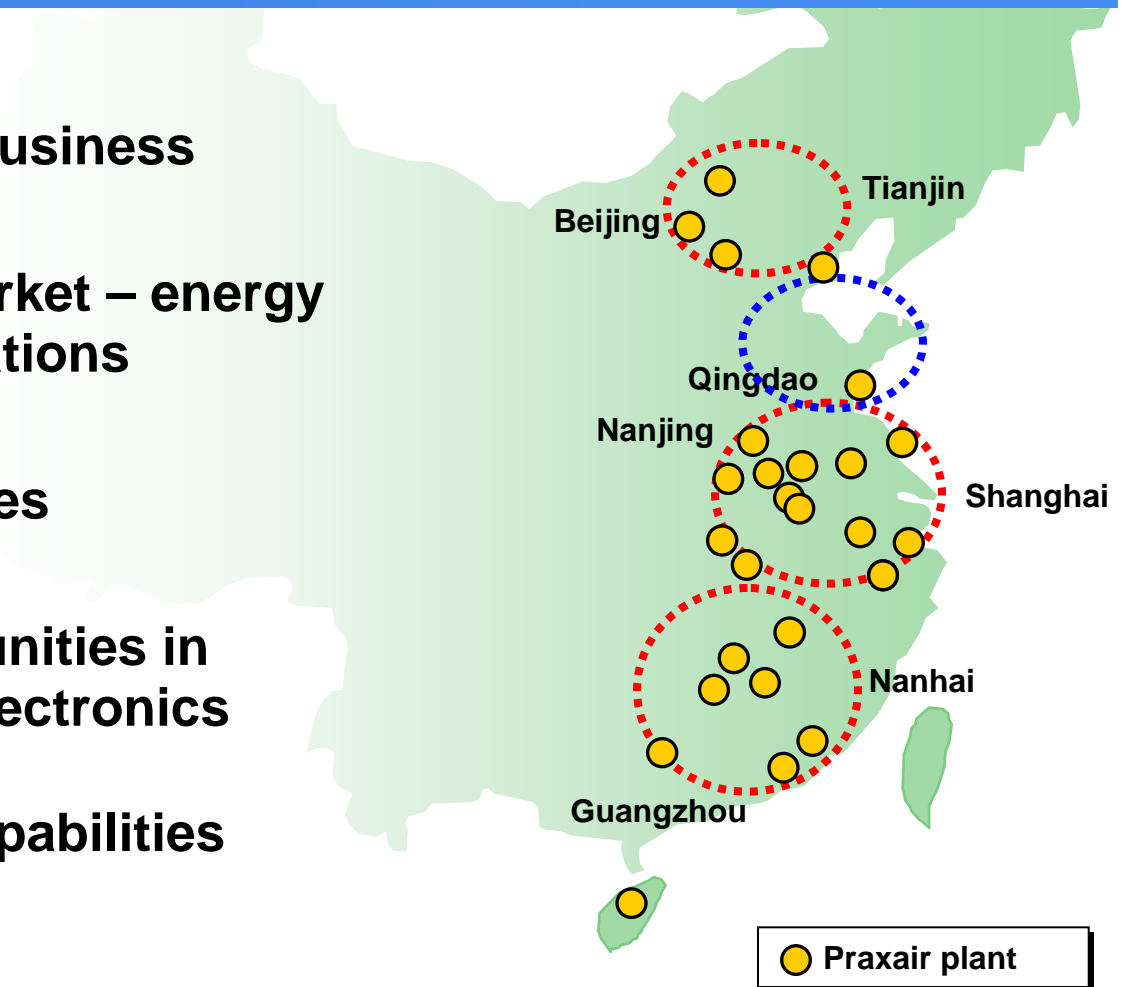 usiness
rket – energy
tions
es
unities in
ectronics
pabilities
Tianjin
Beijing
Qingdao
Nanjing
Shanghai
Nanhai
Guangzhou
Praxair plant